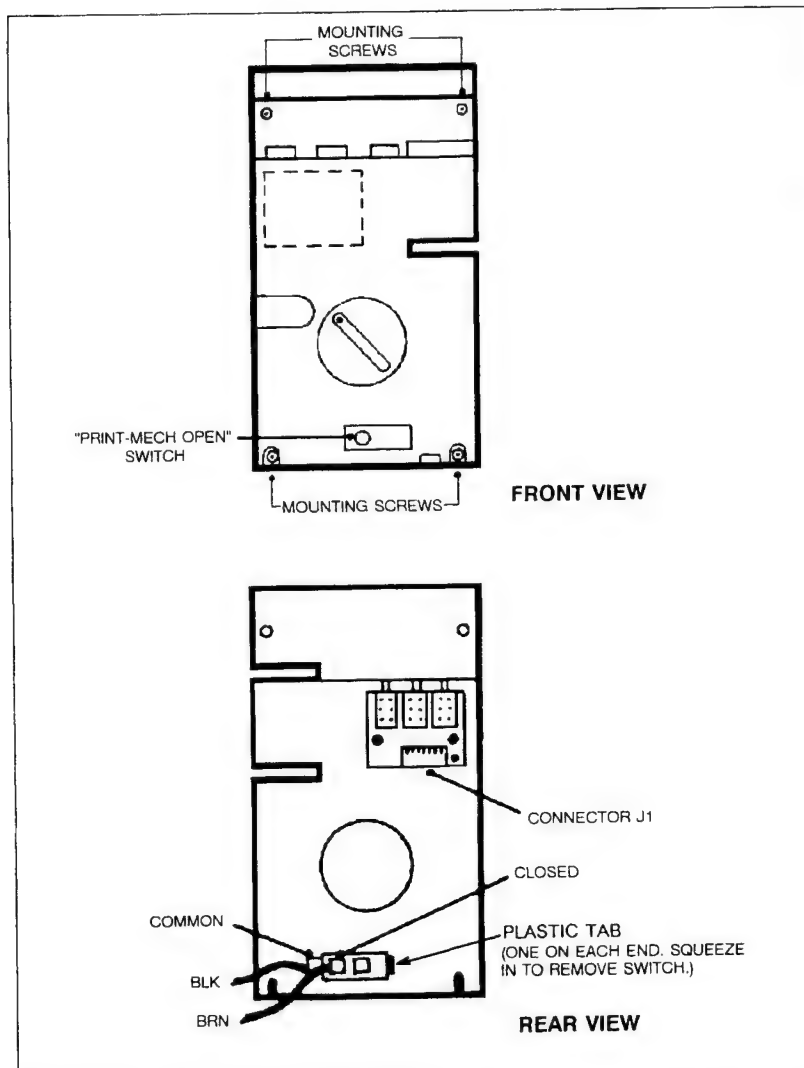 MOUNTING
SCREWS
"PRINT-MECH OPEN"
SWITCH
MOUNTING SCREWS
FRONT VIEW
CONNECTOR J1
CLOSED
COMMON
PLASTIC TAB
(ONE ON EACH END. SQUEEZE
IN TO REMOVE SWITCH.)
BLK
BRN
REAR VIEW